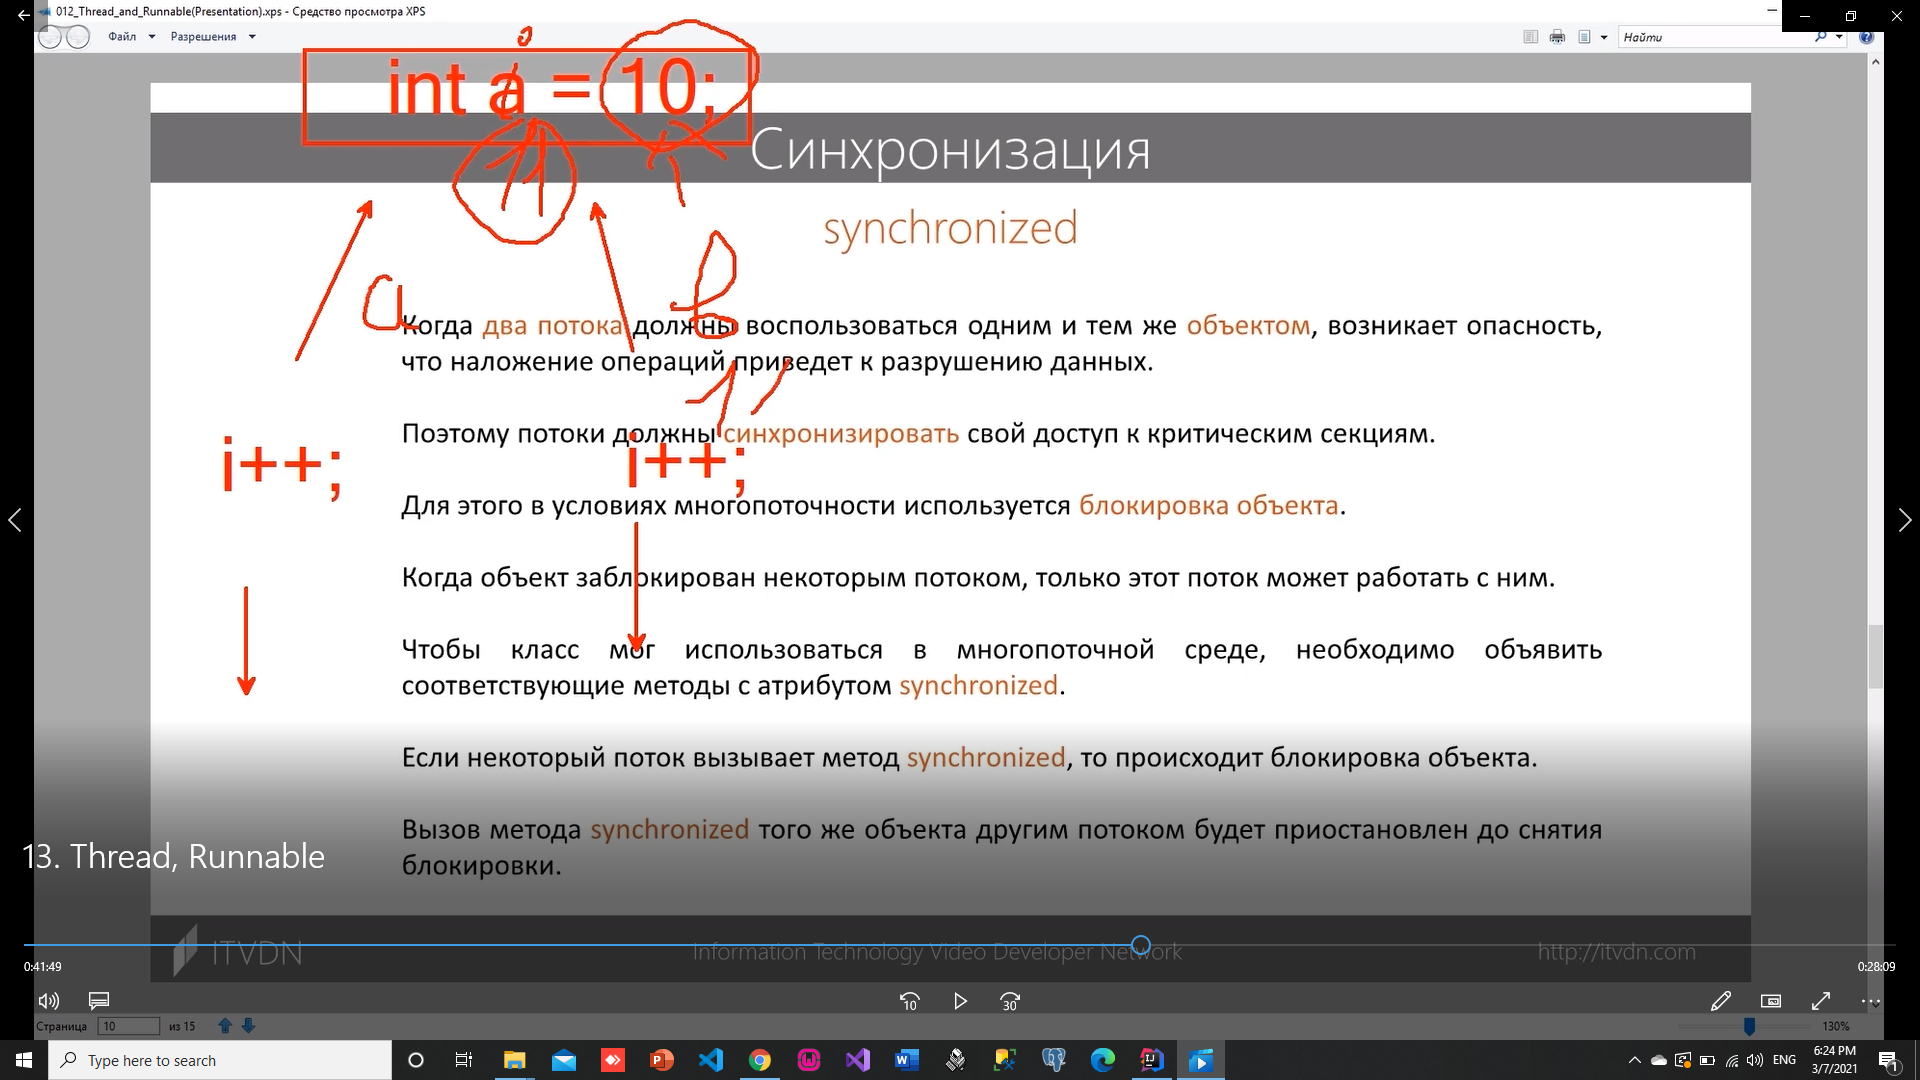 012_Thread_and_Runnable(Presentation).xps - Средство просмотра XPS
Файл Разрешения Найти
int a = 10;
11
Синхронизация
synchronized
a в
Когда два потока должны воспользоваться одним и тем же объектом, возникает опасность,
что наложение операций приведет к разрушению данных.
Поэтому потоки должны синхронизировать свой доступ к критическим секциям.
i++; i++;
Для этого в условиях многопоточности используется блокировка объекта.
Когда объект заблокирован некоторым потоком, только этот поток может работать с ним.
Чтобы класс мог использоваться в многопоточной среде, необходимо объявить
соответствующие методы с атрибутом synchronized.
Если некоторый поток вызывает метод synchronized, то происходит блокировка объекта.
Вызов метода synchronized того же объекта другим потоком будет приостановлен до снятия
блокировки.
13. Thread, Runnable
ITVDN Information Technology Video Developer Network http://itvdn.com
0:41:49 0:28:09
10 30
Страница 10 из 15 130%
Type here to search
ENG
6:24 PM
3/7/2021
1